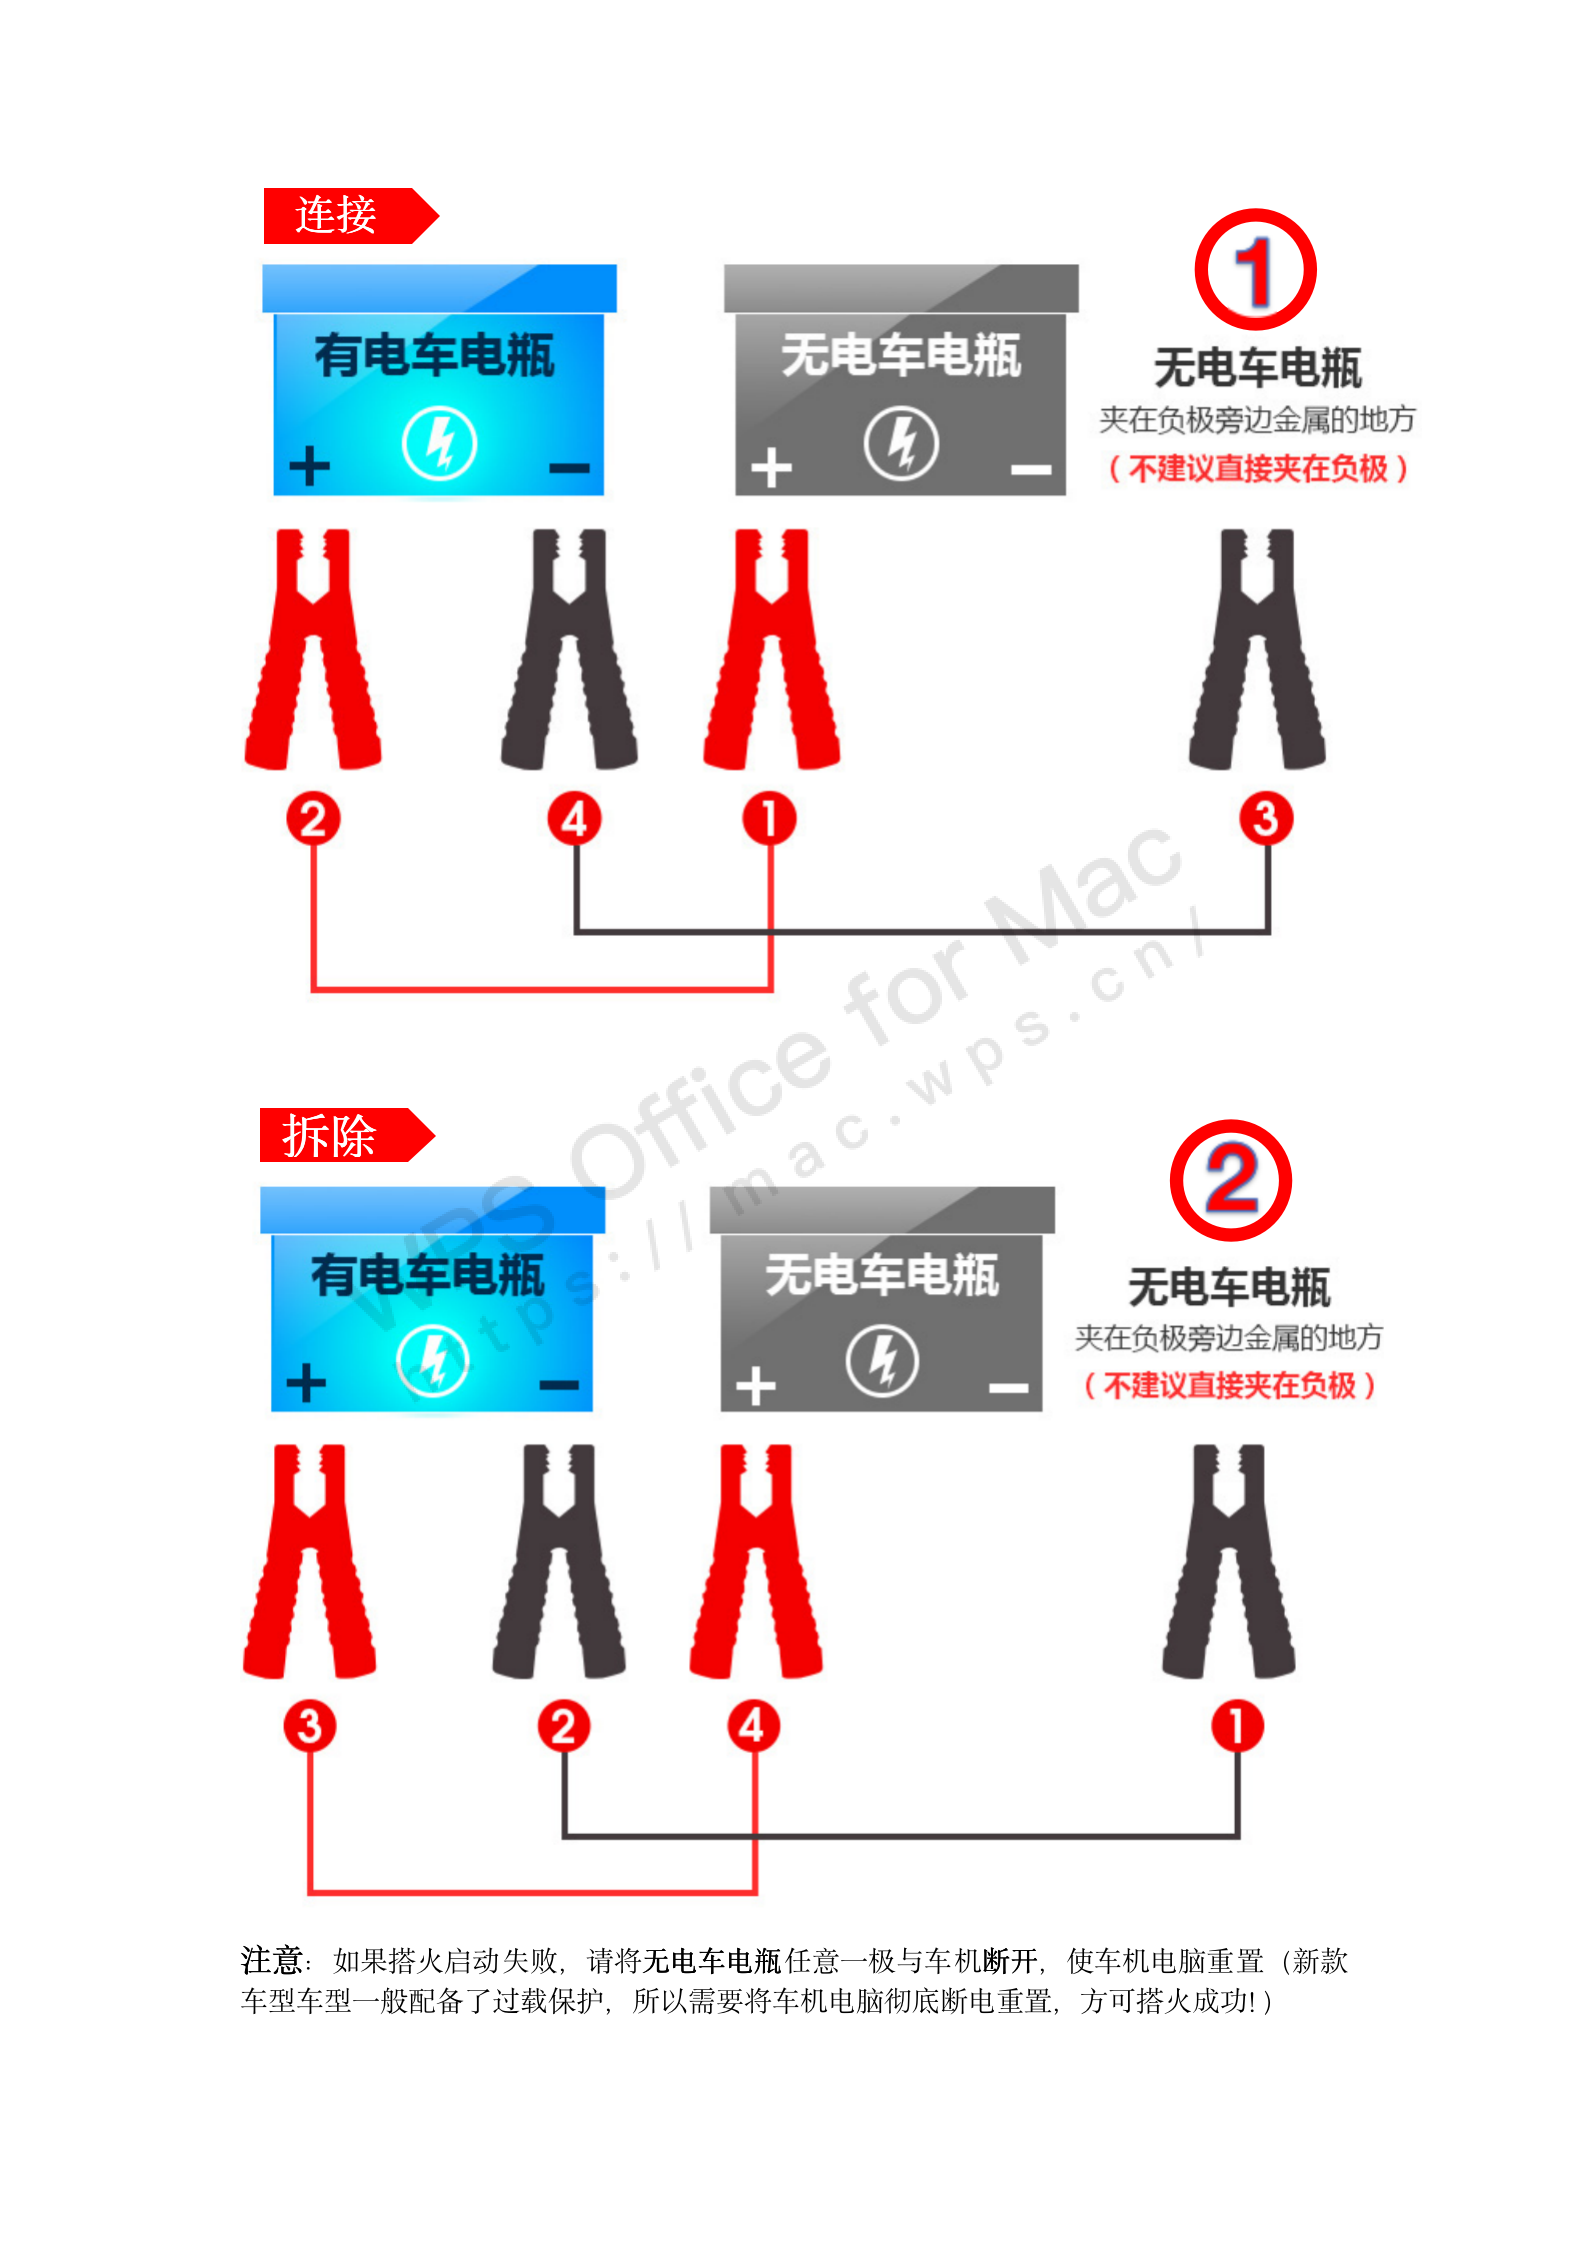 连接
1
有电车电瓶
无电车电瓶
无电车电瓶
夹在负极旁边金属的地方
（不建议直接夹在负极）
+ − + −
2 4 1 3
WPS Office for Mac
https://mac.wps.cn/
拆除
2
有电车电瓶
无电车电瓶
无电车电瓶
夹在负极旁边金属的地方
（不建议直接夹在负极）
+ − + −
3 2 4 1
注意：如果搭火启动失败，请将无电车电瓶任意一极与车机断开，使车机电脑重置（新款
车型车型一般配备了过载保护，所以需要将车机电脑彻底断电重置，方可搭火成功!）